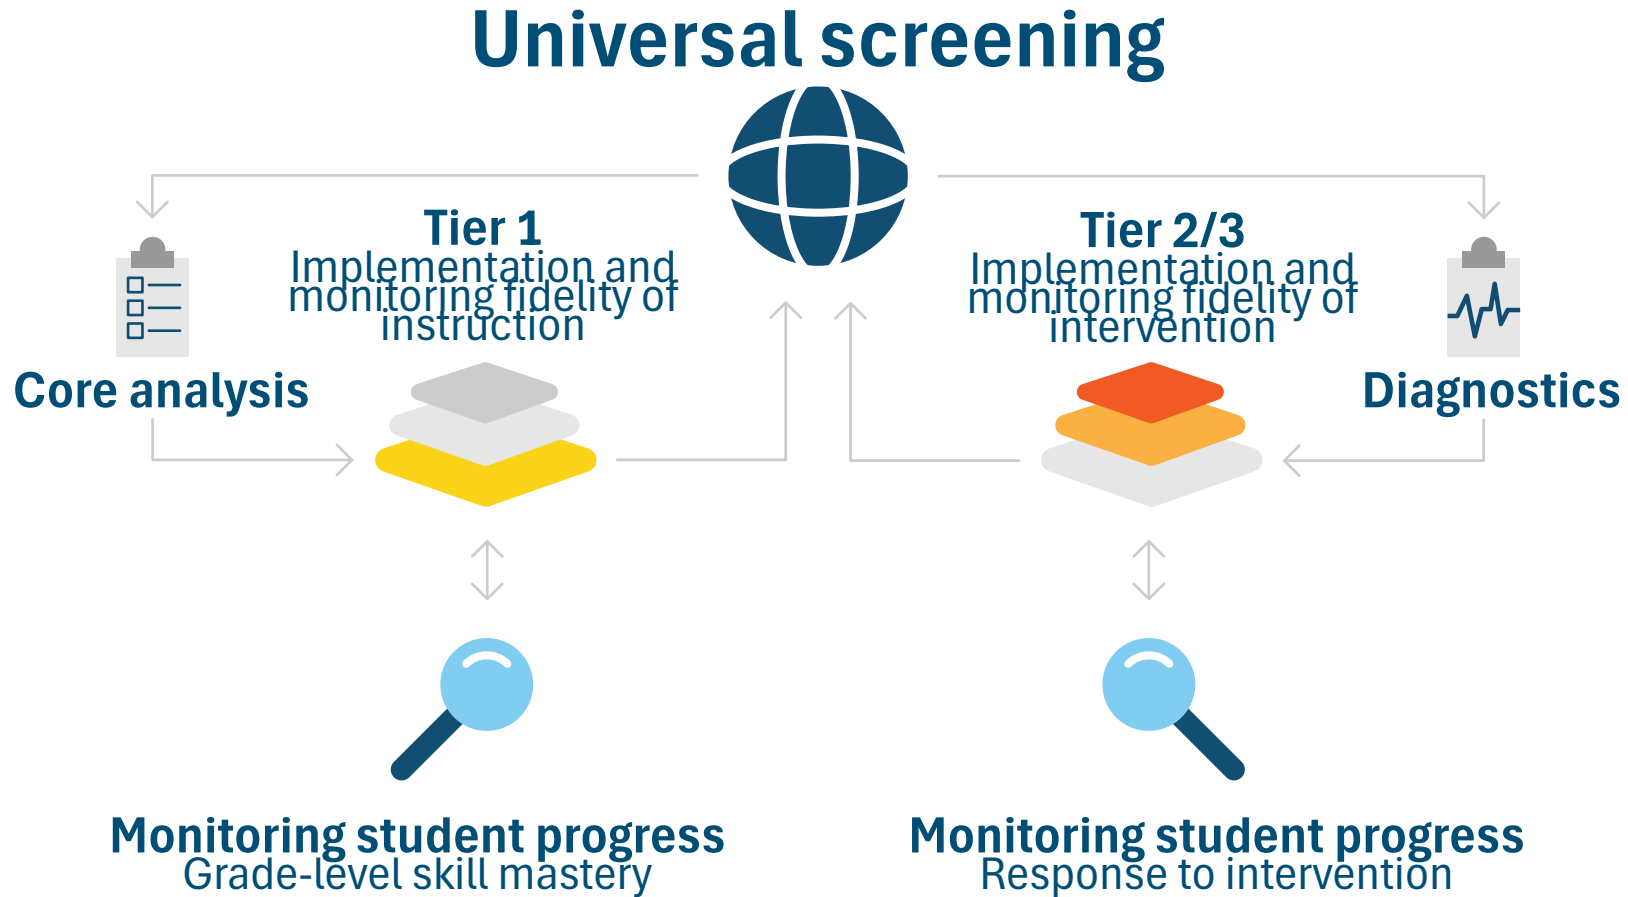 Universal screening
Tier 1
Implementation and
monitoring fidelity of
instruction
Tier 2/3
Implementation and
monitoring fidelity of
intervention
Core analysis
Diagnostics
Monitoring student progress
Grade-level skill mastery
Monitoring student progress
Response to intervention